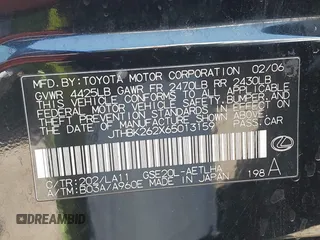 MFD.BY:TOYOTA MOTOR CORPORATION 02/06
GVWR 4425LB GAWR FR 2470LB RR 2430LB
THIS VEHICLE CONFORMS TO ALL APPLICABLE
FEDERAL MOTOR VEHICLE SAFETY, BUMPER, AND
THEFT PREVENTION STANDARDS IN EFFECT ON THE
DATE OF MANUFACTURE SHOWN ABOVE.
JTHBK262X65013159
PASS. CAR
C/TR:202/LA11 GSE20L-AETLHA
A/TM:B03A/A960E MADE IN JAPAN 198 A
© DRIVEBIDRIVE